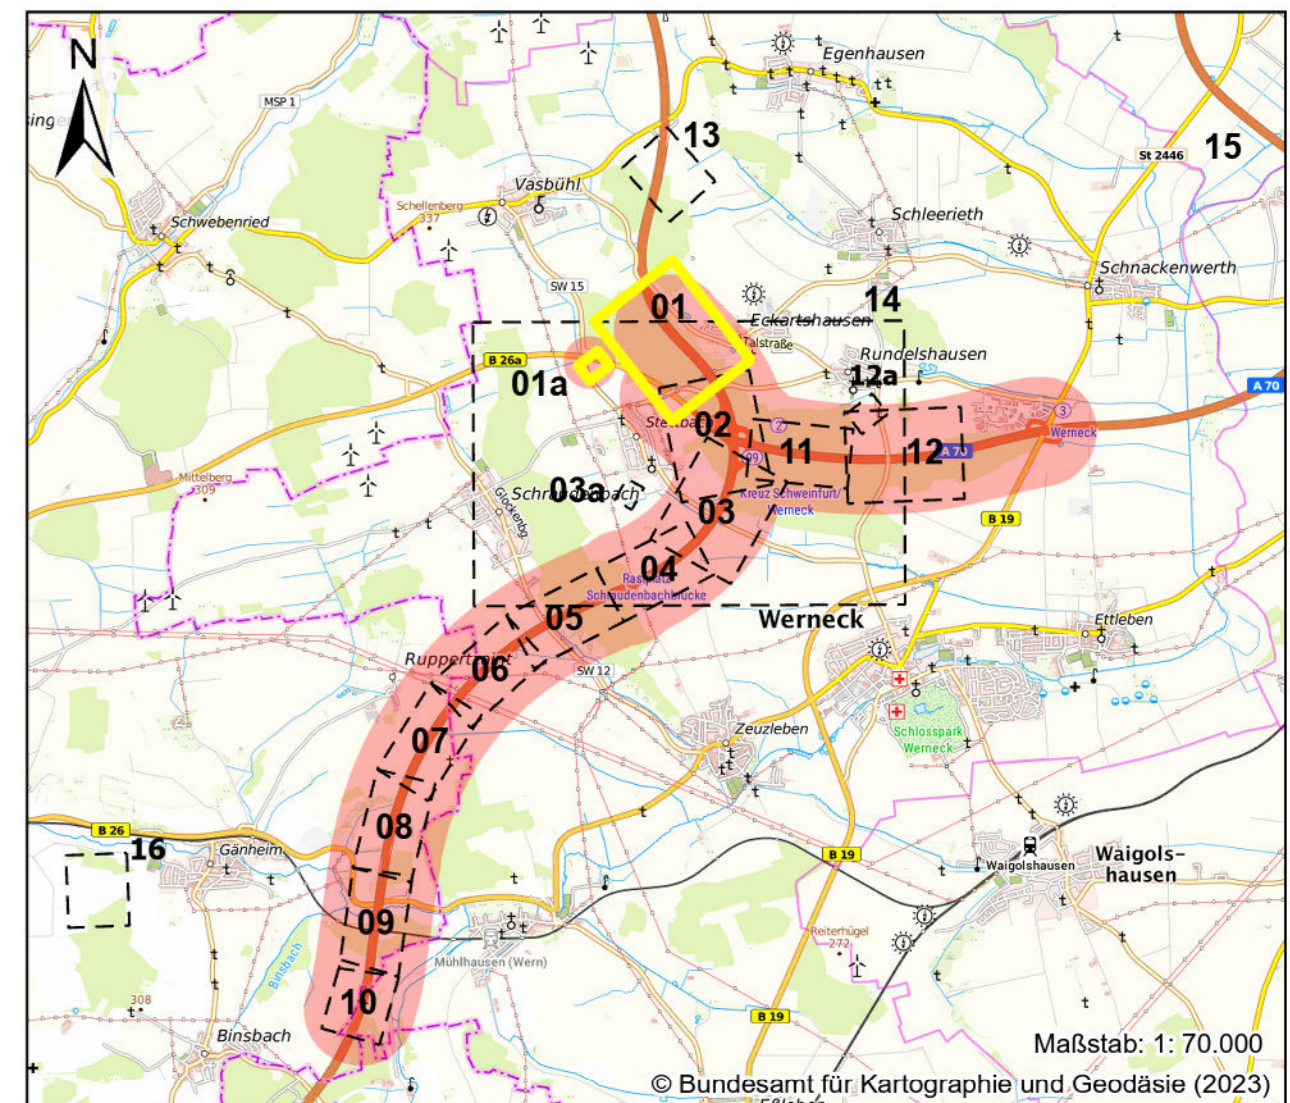 N
MSP 1
Egenhausen
13
St 2446
15
Vasbühl
Schellenberg
337
Schwebenried
Schleerieth
SW 15
Schnackenwerth
01
14
Eckartshausen
Talstraße
B 26a
01a
Rundelshausen
12a
A 70
02
2
3
Werneck
11
A 70
12
99
Mittelberg
309
03a
Kreuz Schweinfurt/
Werneck
03
B 19
Glockenbg.
04
Schraudenbachbrücke
05
Werneck
Ettleben
06
SW 12
07
Zeuzleben
Schlosspark
Werneck
B 26
16
08
Gänheim
B 19
Waigolshausen
Waigols-
hausen
09
Reiterhügel
272
Mühlhausen (Wern)
Binsbach
10
308
B 19
Binsbach
Maßstab: 1: 70.000
© Bundesamt für Kartographie und Geodäsie (2023)